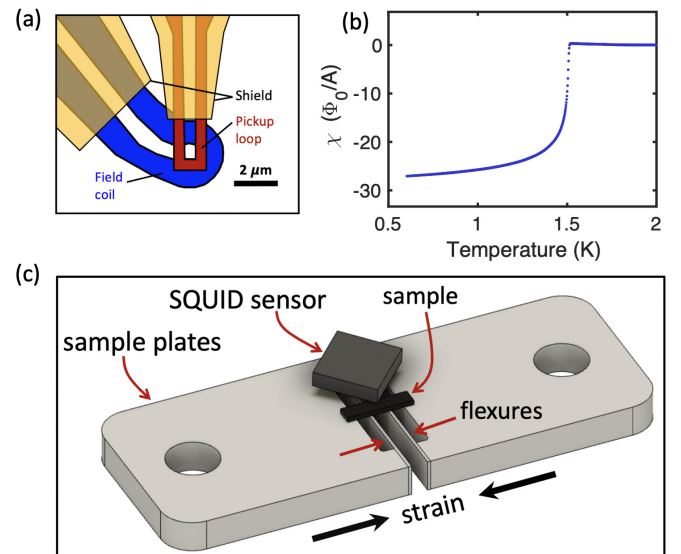 (a)
Shield
Pickup
loop
Field
coil
2 μm
(b)
χ (Φ₀/A)
0
-10
-20
-30
0.5
1
1.5
2
Temperature (K)
(c)
SQUID sensor
sample
sample plates
flexures
strain